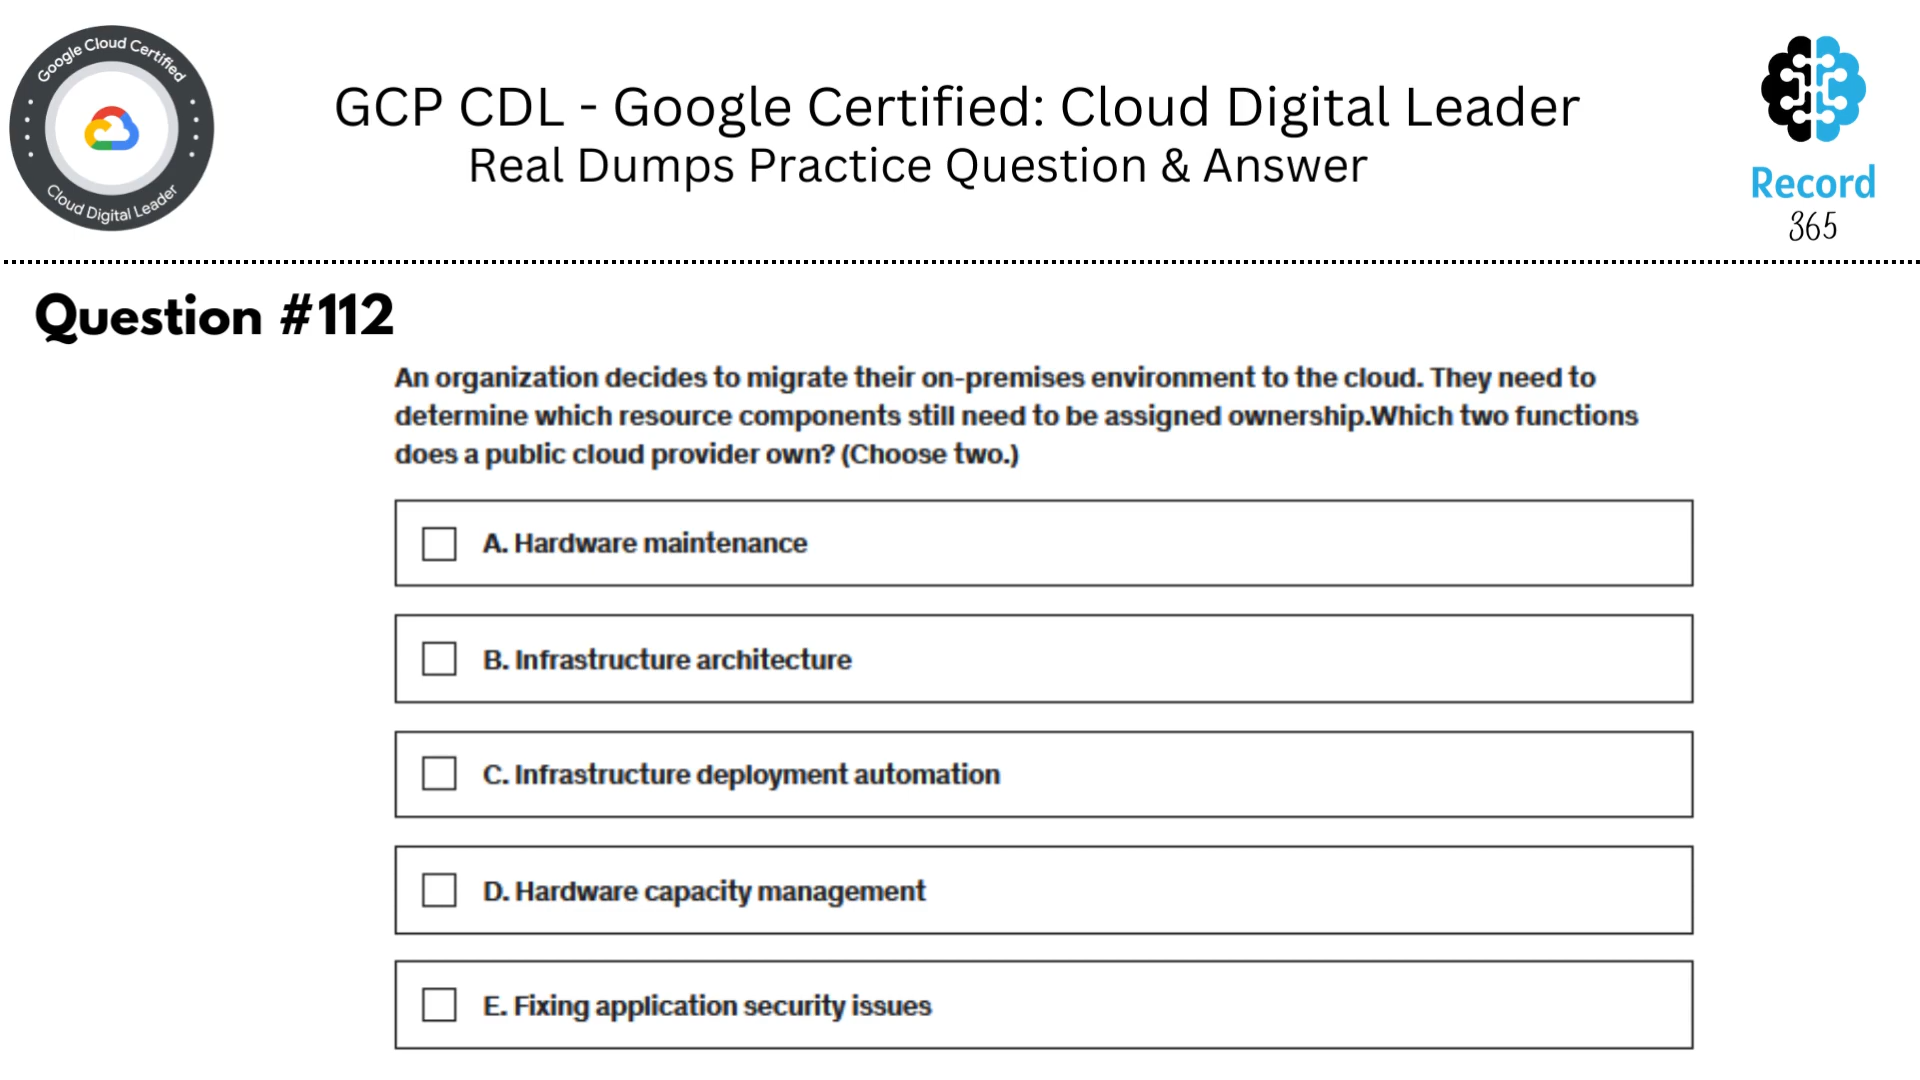 Google Cloud Certified
Cloud Digital Leader
GCP CDL - Google Certified: Cloud Digital Leader
Real Dumps Practice Question & Answer
Record
365
Question #112
An organization decides to migrate their on-premises environment to the cloud. They need to
determine which resource components still need to be assigned ownership.Which two functions
does a public cloud provider own? (Choose two.)
A. Hardware maintenance
B. Infrastructure architecture
C. Infrastructure deployment automation
D. Hardware capacity management
E. Fixing application security issues